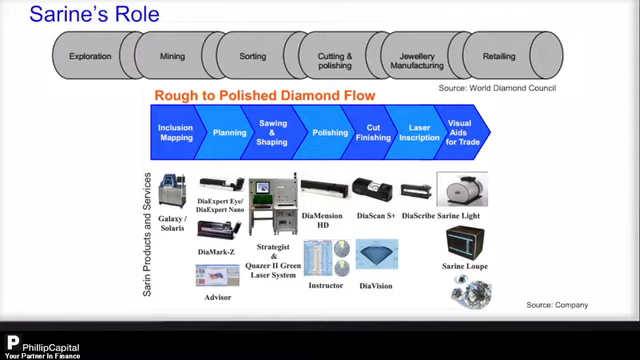 Sarine's Role
Exploration
Mining
Sorting
Cutting &
polishing
Jewellery
Manufacturing
Retailing
Source: World Diamond Council
Rough to Polished Diamond Flow
Inclusion
Mapping
Planning
Sawing
&
Shaping
Polishing
Cut
Finishing
Laser
Inscription
Visual
Aids
for Trade
Sarin Products and Services
Galaxy /
Solaris
DiaExpert Eye/
DiaExpert Nano
DiaMark-Z
Advisor
Strategist
&
Quazer II Green
Laser System
DiaMension
HD
Instructor
DiaScan S+
DiaVision
DiaScribe
Sarine Light
Sarine Loupe
Source: Company
P
PhillipCapital
Your Partner In Finance